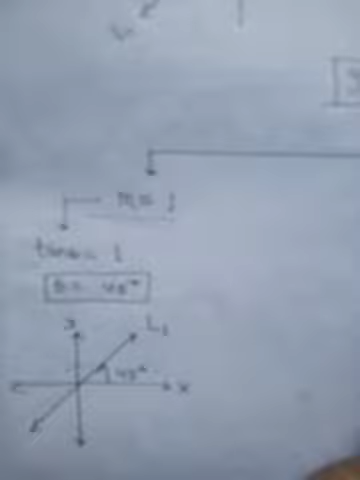 m = 1
tanθ = 1
θ = 45°
y
L1
45°
x